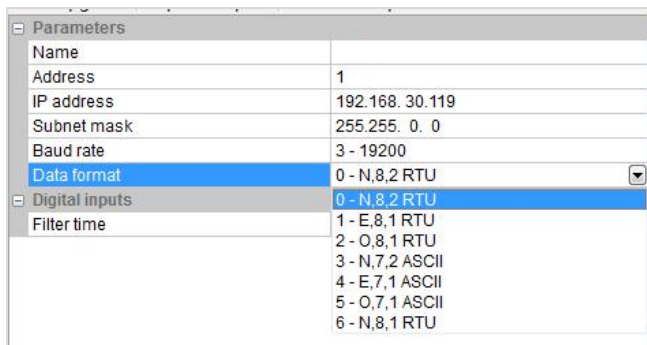 Parameters
Name
Address 1
IP address 192.168. 30.119
Subnet mask 255.255. 0. 0
Baud rate 3 - 19200
Data format 0 - N,8,2 RTU
Digital inputs 0 - N,8,2 RTU
Filter time 1 - E,8,1 RTU
2 - O,8,1 RTU
3 - N,7,2 ASCII
4 - E,7,1 ASCII
5 - O,7,1 ASCII
6 - N,8,1 RTU